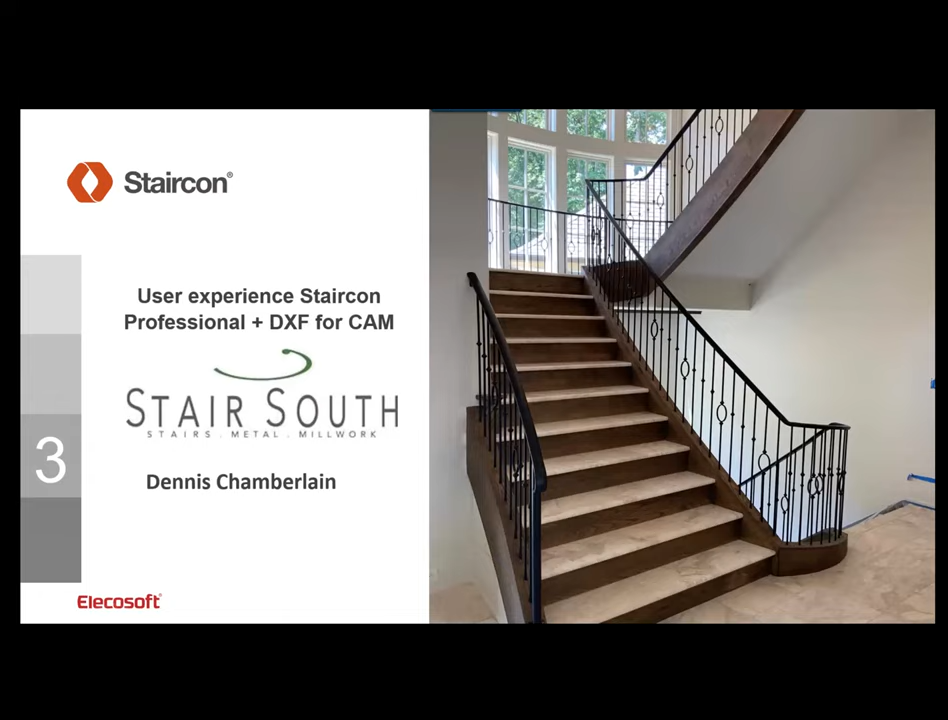 Staircon®
User experience Staircon
Professional + DXF for CAM
STAIR SOUTH
STAIRS . METAL . MILLWORK
3
Dennis Chamberlain
Elecosoft®